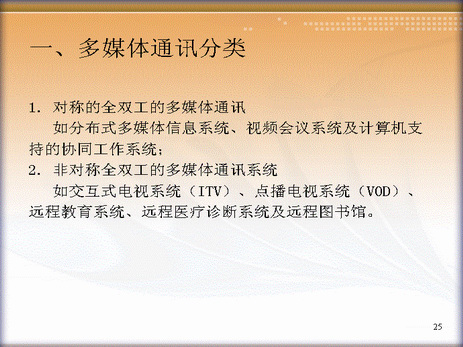 一、多媒体通讯分类
1. 对称的全双工的多媒体通讯
如分布式多媒体信息系统、视频会议系统及计算机支
持的协同工作系统；
2. 非对称全双工的多媒体通讯系统
如交互式电视系统（ITV）、点播电视系统（VOD）、
远程教育系统、远程医疗诊断系统及远程图书馆。
25